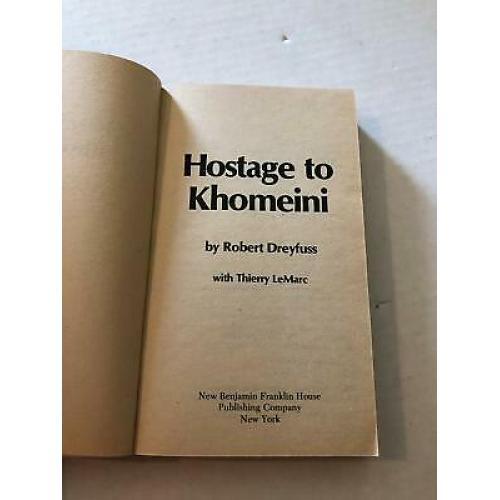 Hostage to
Khomeini
by Robert Dreyfuss
with Thierry LeMarc
New Benjamin Franklin House
Publishing Company
New York